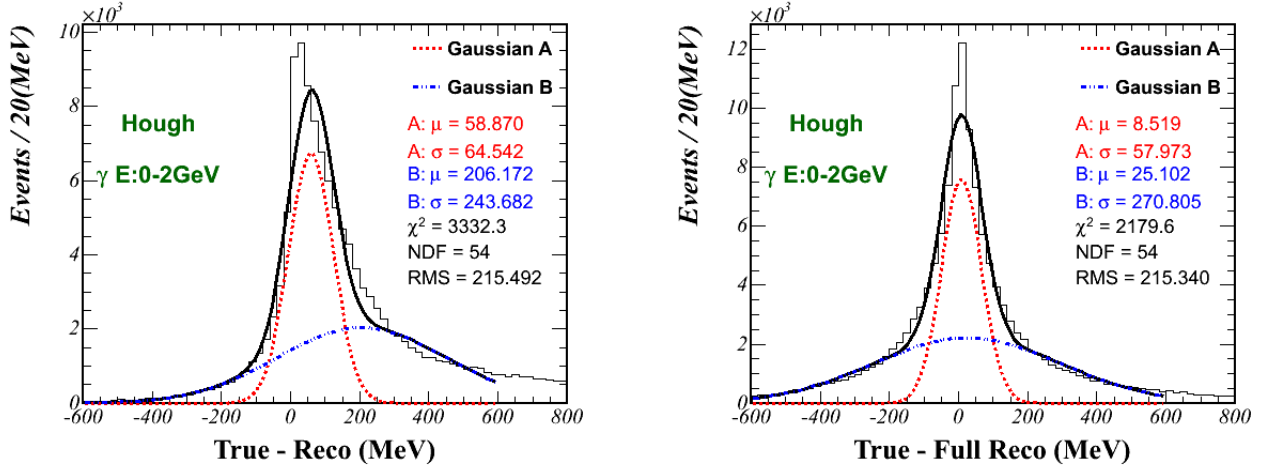 ×10³
10
8
6
4
2
0
Events / 20(MeV)
Hough
γ E:0-2GeV
Gaussian A
Gaussian B
A: μ = 58.870
A: σ = 64.542
B: μ = 206.172
B: σ = 243.682
χ² = 3332.3
NDF = 54
RMS = 215.492
-600 -400 -200 0 200 400 600 800
True - Reco (MeV)
×10³
12
10
8
6
4
2
0
Events / 20(MeV)
Hough
γ E:0-2GeV
Gaussian A
Gaussian B
A: μ = 8.519
A: σ = 57.973
B: μ = 25.102
B: σ = 270.805
χ² = 2179.6
NDF = 54
RMS = 215.340
-600 -400 -200 0 200 400 600 800
True - Full Reco (MeV)